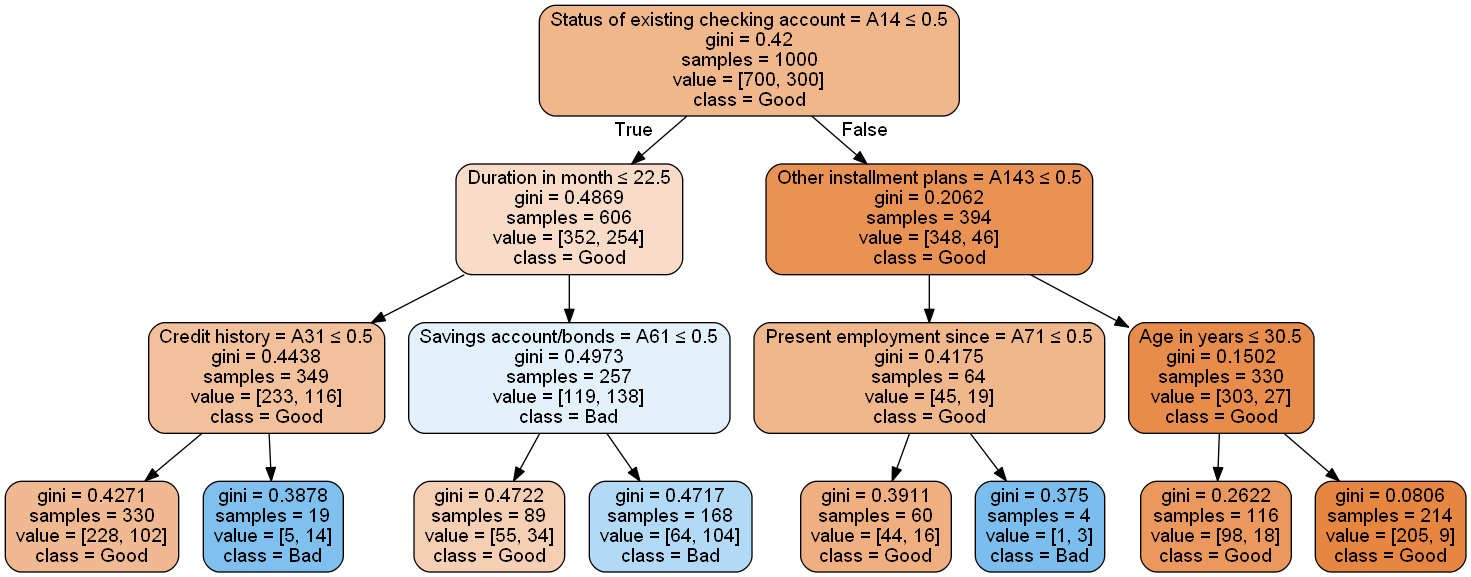 Status of existing checking account = A14 ≤ 0.5
gini = 0.42
samples = 1000
value = [700, 300]
class = Good
True
False
Duration in month ≤ 22.5
gini = 0.4869
samples = 606
value = [352, 254]
class = Good
Other installment plans = A143 ≤ 0.5
gini = 0.2062
samples = 394
value = [348, 46]
class = Good
Credit history = A31 ≤ 0.5
gini = 0.4438
samples = 349
value = [233, 116]
class = Good
Savings account/bonds = A61 ≤ 0.5
gini = 0.4973
samples = 257
value = [119, 138]
class = Bad
Present employment since = A71 ≤ 0.5
gini = 0.4175
samples = 64
value = [45, 19]
class = Good
Age in years ≤ 30.5
gini = 0.1502
samples = 330
value = [303, 27]
class = Good
gini = 0.4271
samples = 330
value = [228, 102]
class = Good
gini = 0.3878
samples = 19
value = [5, 14]
class = Bad
gini = 0.4722
samples = 89
value = [55, 34]
class = Good
gini = 0.4717
samples = 168
value = [64, 104]
class = Bad
gini = 0.3911
samples = 60
value = [44, 16]
class = Good
gini = 0.375
samples = 4
value = [1, 3]
class = Bad
gini = 0.2622
samples = 116
value = [98, 18]
class = Good
gini = 0.0806
samples = 214
value = [205, 9]
class = Good